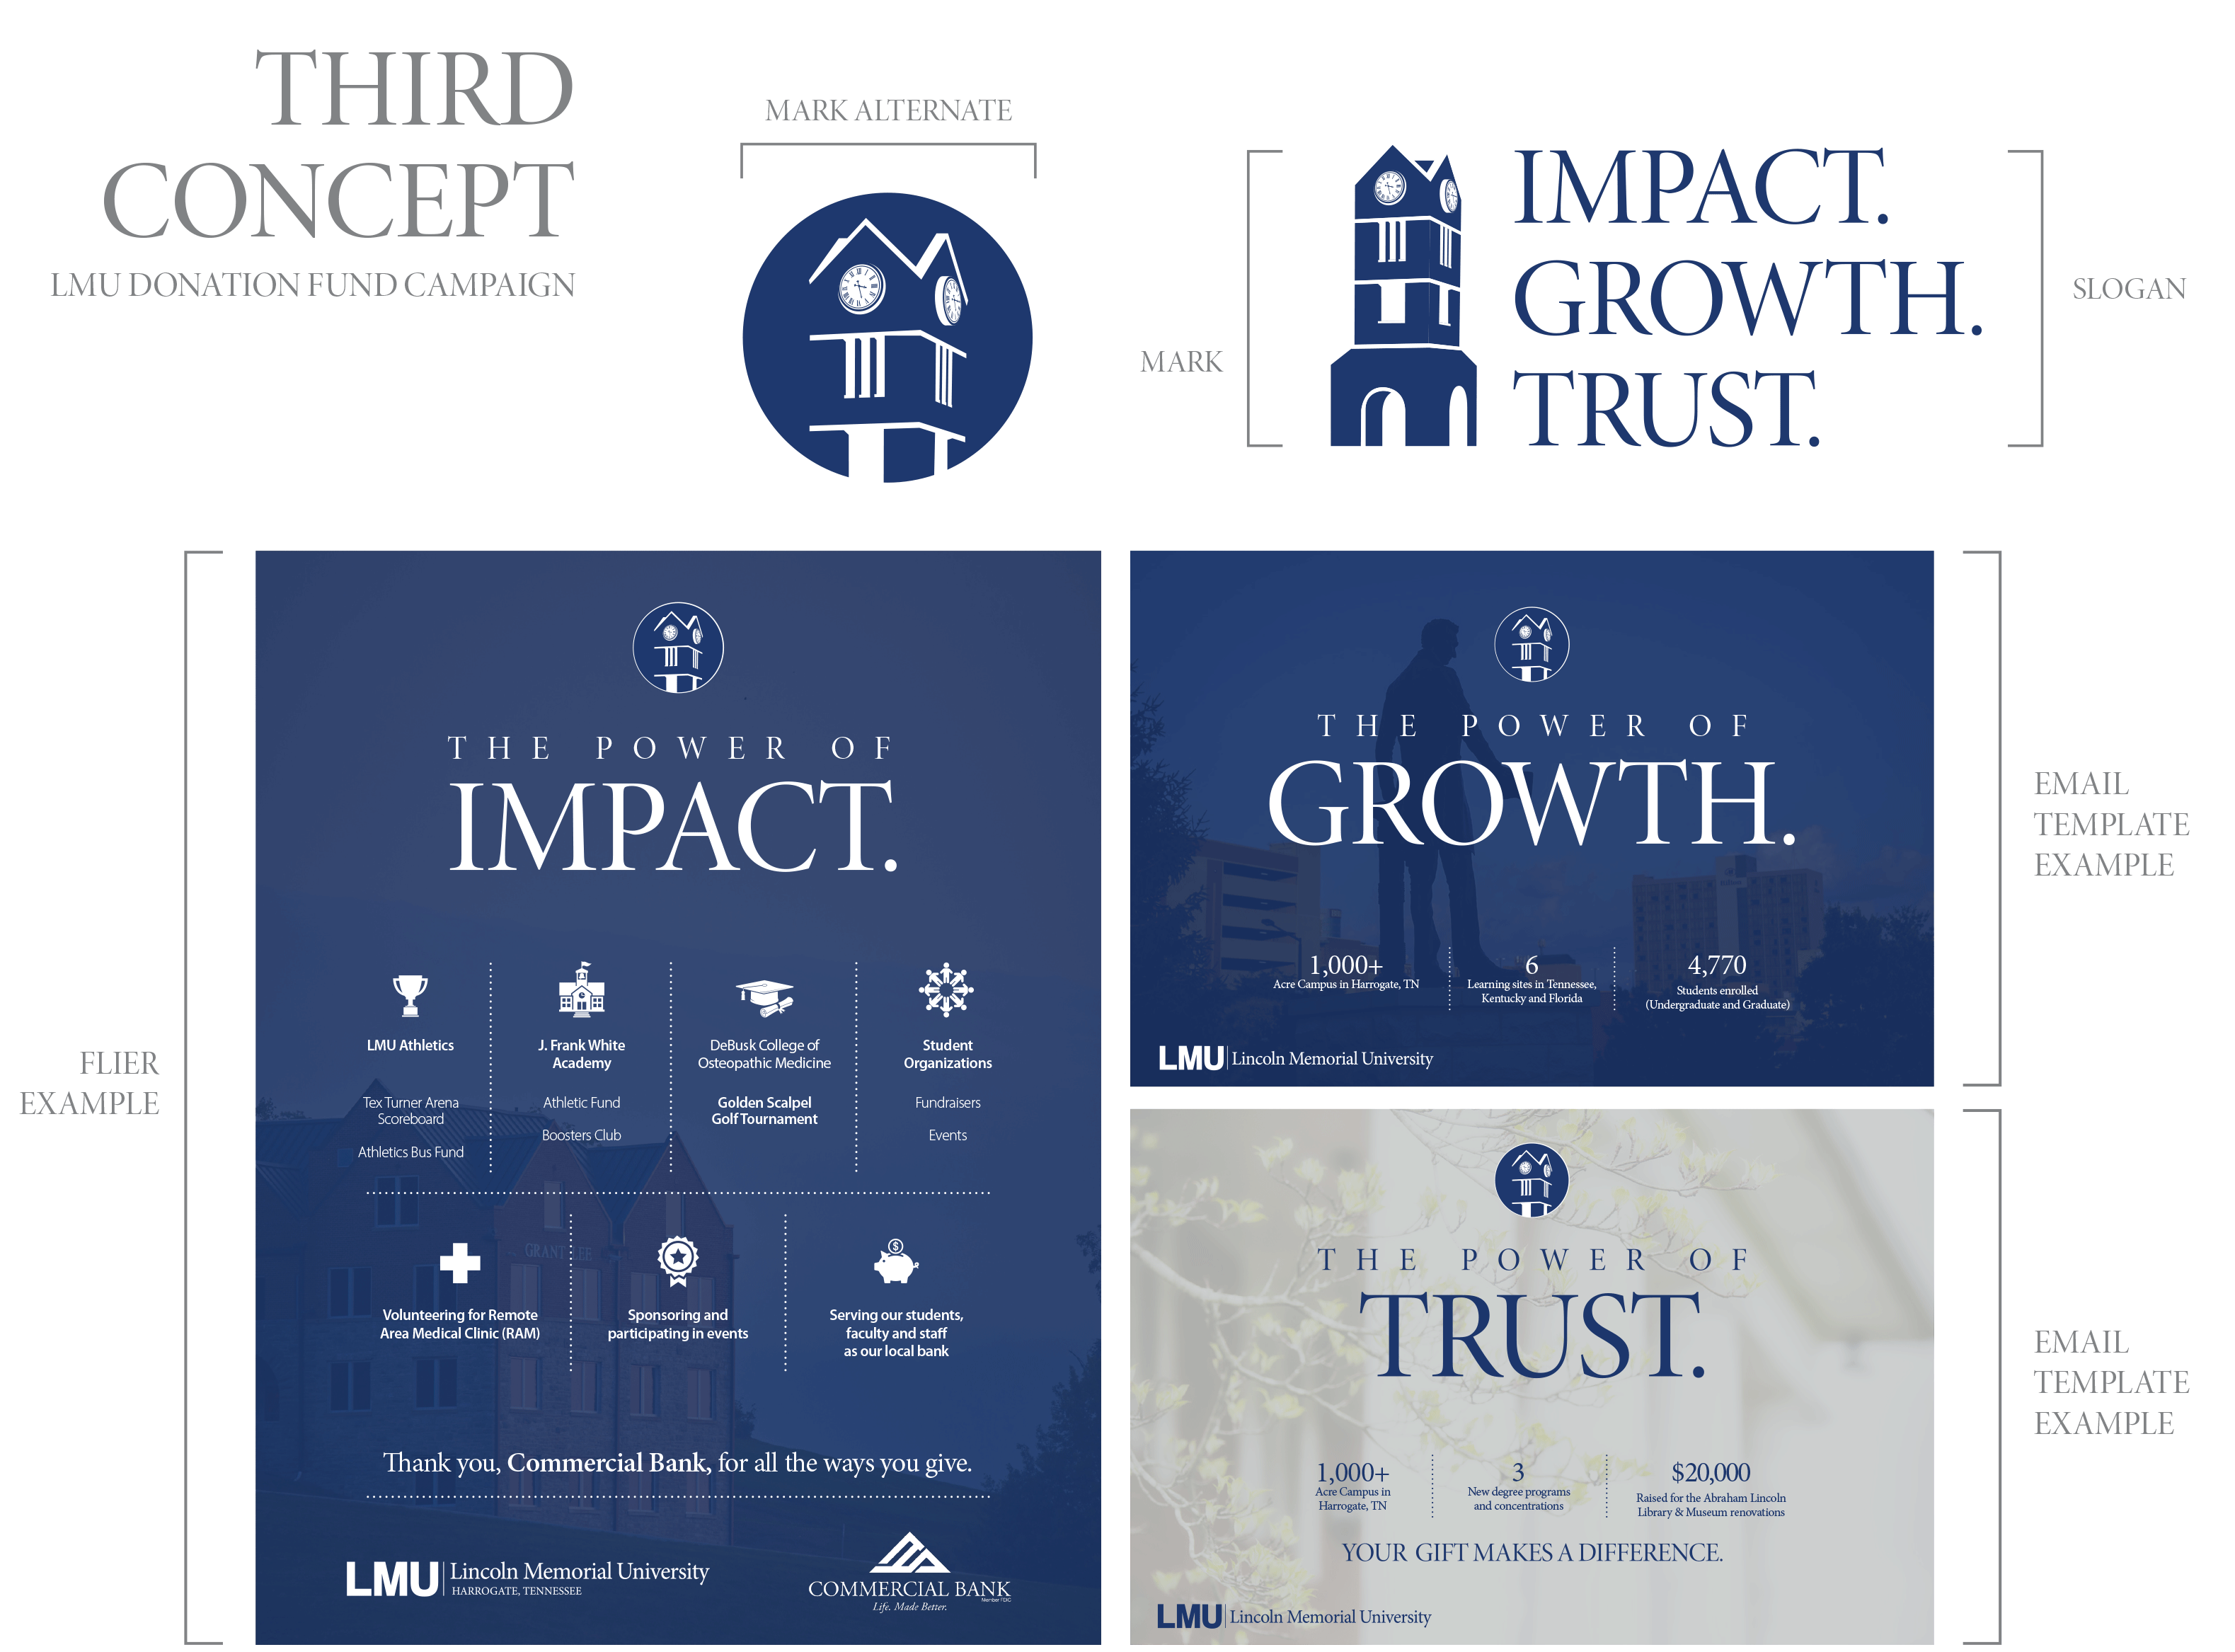 THIRD
CONCEPT
LMU DONATION FUND CAMPAIGN
MARK ALTERNATE
MARK
IMPACT.
GROWTH.
TRUST.
SLOGAN
FLIER
EXAMPLE
THE POWER OF
IMPACT.
LMU Athletics
Tex Turner Arena
Scoreboard
Athletics Bus Fund
J. Frank White
Academy
Athletic Fund
Boosters Club
DeBusk College of
Osteopathic Medicine
Golden Scalpel
Golf Tournament
Student
Organizations
Fundraisers
Events
GRANT LEE
Volunteering for Remote
Area Medical Clinic (RAM)
Sponsoring and
participating in events
$
Serving our students,
faculty and staff
as our local bank
Thank you, Commercial Bank, for all the ways you give.
LMU Lincoln Memorial University
HARROGATE, TENNESSEE
COMMERCIAL BANK
Member FDIC
Life. Made Better.
THE POWER OF
GROWTH.
1,000+
Acre Campus in Harrogate, TN
6
Learning sites in Tennessee,
Kentucky and Florida
4,770
Students enrolled
(Undergraduate and Graduate)
LMU Lincoln Memorial University
EMAIL
TEMPLATE
EXAMPLE
THE POWER OF
TRUST.
1,000+
Acre Campus in
Harrogate, TN
3
New degree programs
and concentrations
$20,000
Raised for the Abraham Lincoln
Library & Museum renovations
YOUR GIFT MAKES A DIFFERENCE.
LMU Lincoln Memorial University
EMAIL
TEMPLATE
EXAMPLE